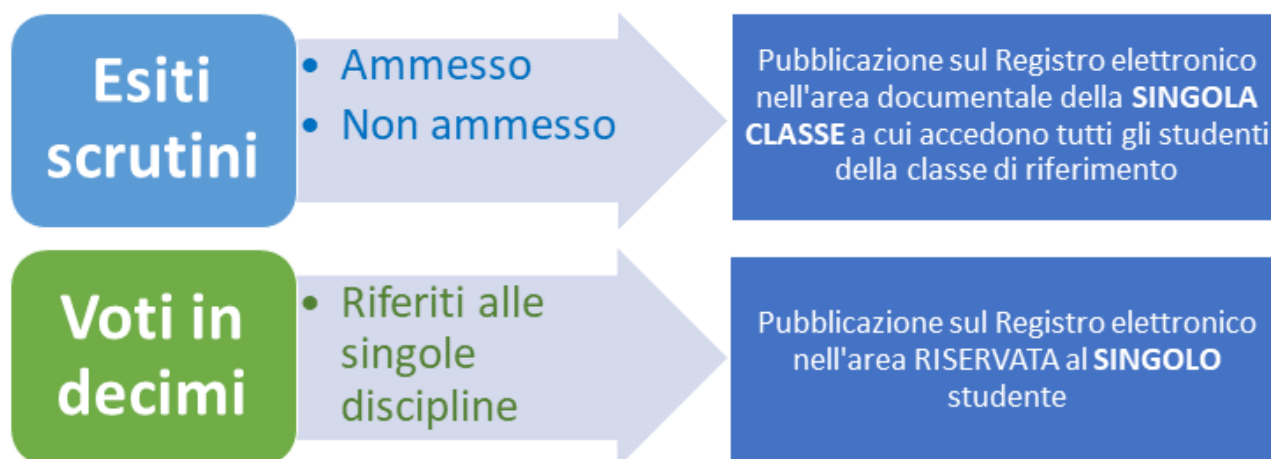 Esiti
scrutini
• Ammesso
• Non ammesso
Pubblicazione sul Registro elettronico
nell'area documentale della SINGOLA
CLASSE a cui accedono tutti gli studenti
della classe di riferimento
Voti in
decimi
• Riferiti alle
singole
discipline
Pubblicazione sul Registro elettronico
nell'area RISERVATA al SINGOLO
studente